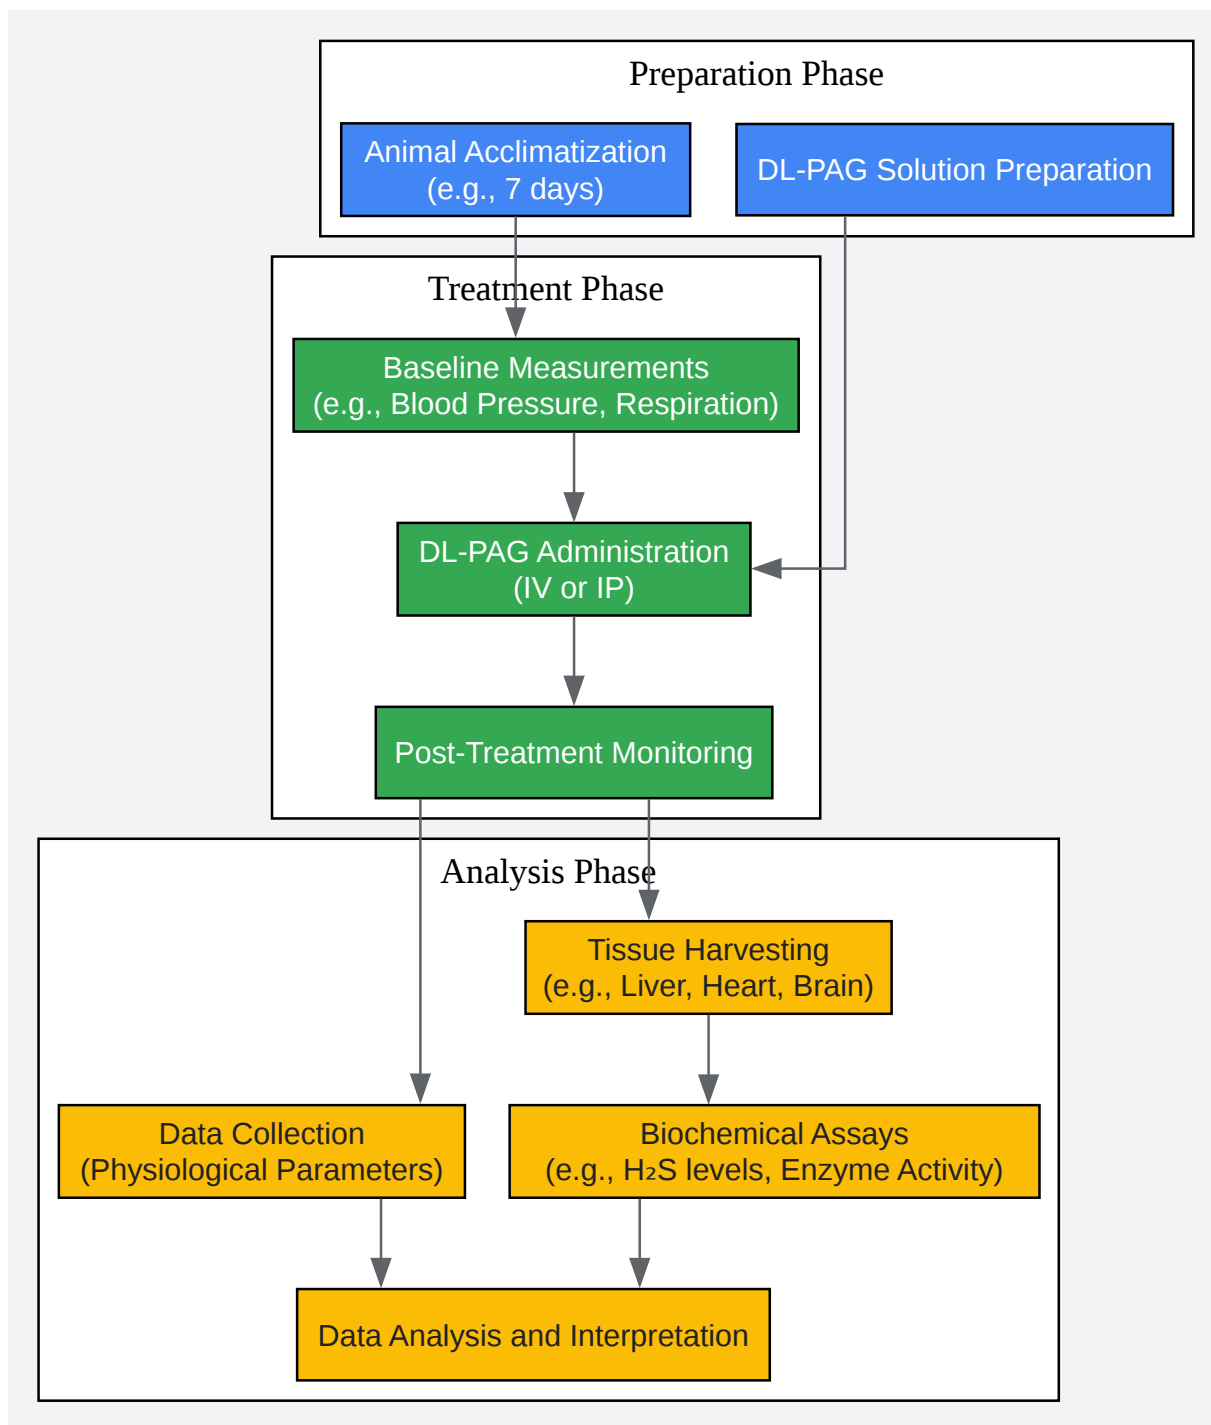 Preparation Phase
Animal Acclimatization
(e.g., 7 days)
DL-PAG Solution Preparation
Treatment Phase
Baseline Measurements
(e.g., Blood Pressure, Respiration)
DL-PAG Administration
(IV or IP)
Post-Treatment Monitoring
Analysis Phase
Tissue Harvesting
(e.g., Liver, Heart, Brain)
Data Collection
(Physiological Parameters)
Biochemical Assays
(e.g., H₂S levels, Enzyme Activity)
Data Analysis and Interpretation